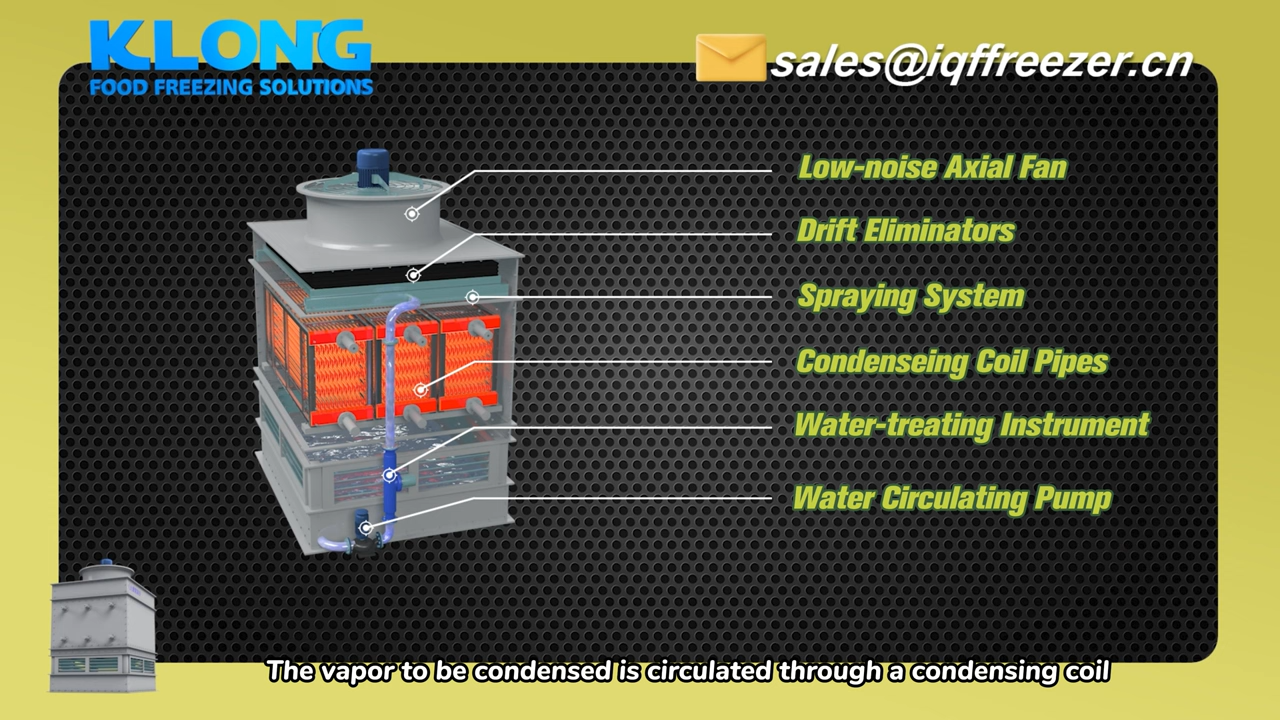 KLONG
FOOD FREEZING SOLUTIONS
sales@iqffreezer.cn
Low-noise Axial Fan
Drift Eliminators
Spraying System
Condenseing Coil Pipes
Water-treating Instrument
Water Circulating Pump
The vapor to be condensed is circulated through a condensing coil